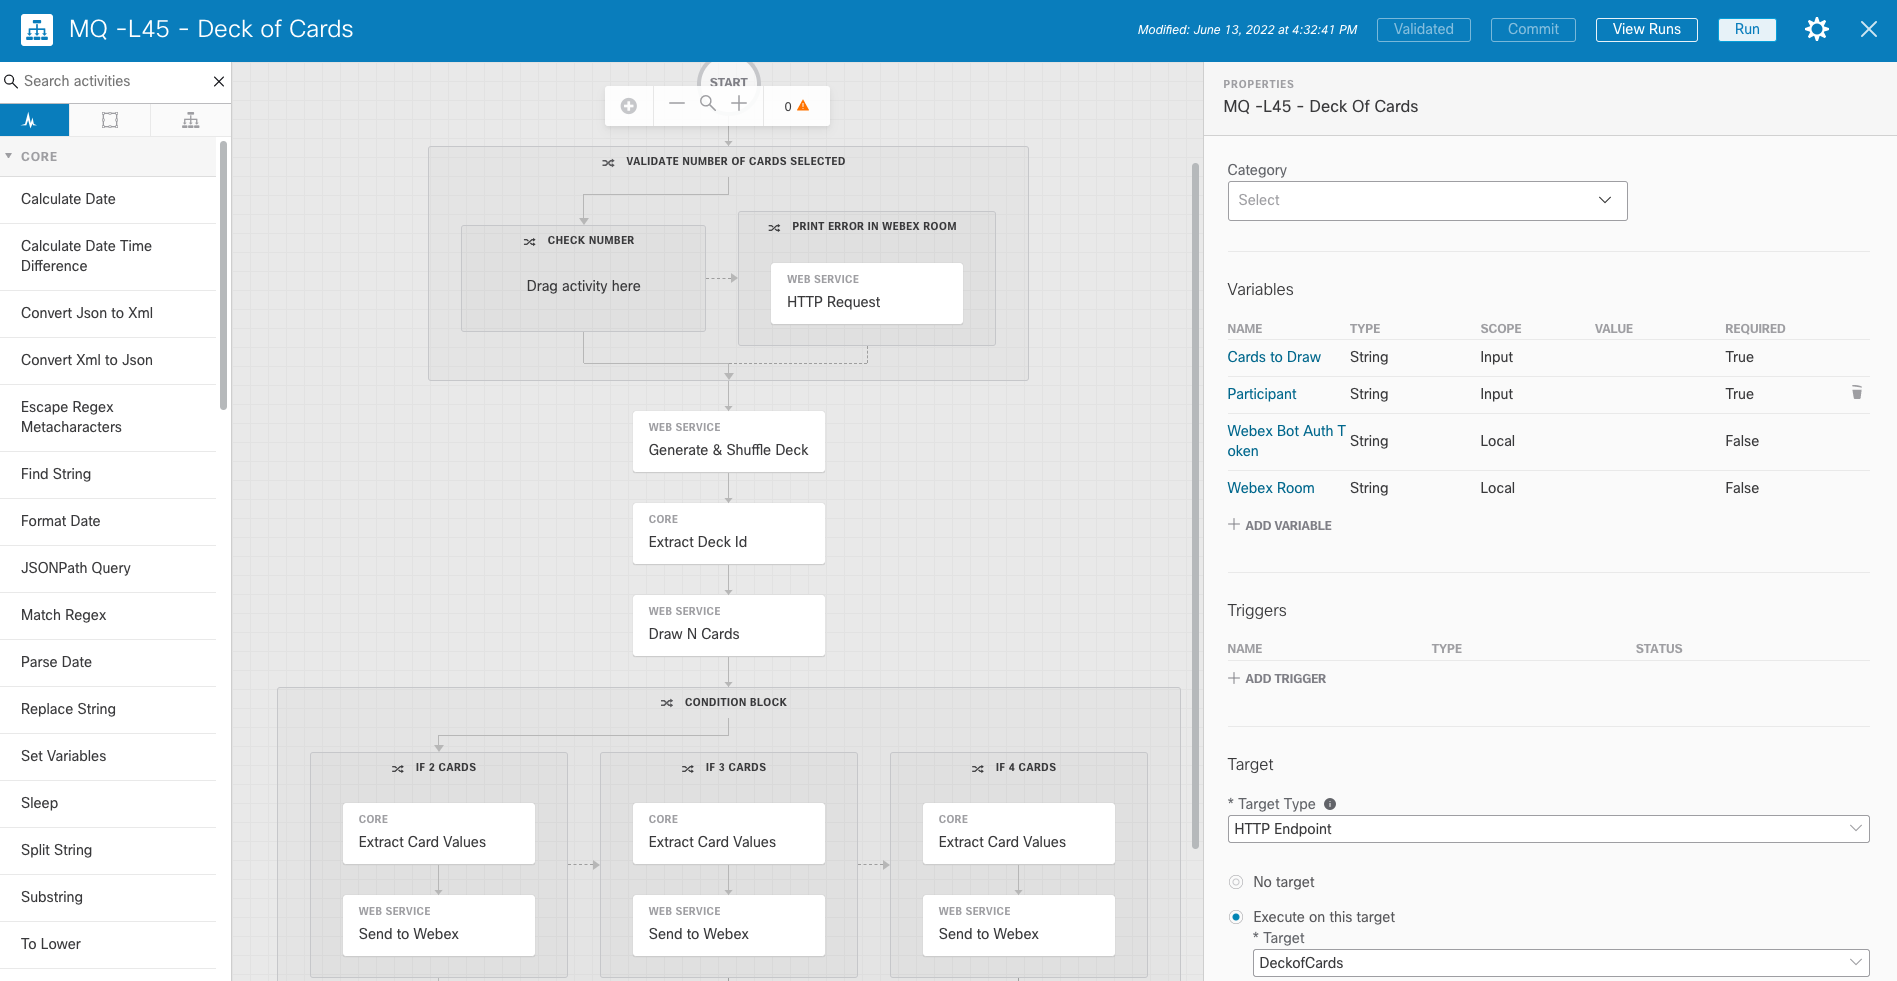 MQ -L45 - Deck of Cards
Modified: June 13, 2022 at 4:32:41 PM
Validated
Commit
View Runs
Run
Search activities
CORE
Calculate Date
Calculate Date Time
Difference
Convert Json to Xml
Convert Xml to Json
Escape Regex
Metacharacters
Find String
Format Date
JSONPath Query
Match Regex
Parse Date
Replace String
Set Variables
Sleep
Split String
Substring
To Lower
START
0
VALIDATE NUMBER OF CARDS SELECTED
CHECK NUMBER
Drag activity here
PRINT ERROR IN WEBEX ROOM
WEB SERVICE
HTTP Request
WEB SERVICE
Generate & Shuffle Deck
CORE
Extract Deck Id
WEB SERVICE
Draw N Cards
CONDITION BLOCK
IF 2 CARDS
CORE
Extract Card Values
WEB SERVICE
Send to Webex
IF 3 CARDS
CORE
Extract Card Values
WEB SERVICE
Send to Webex
IF 4 CARDS
CORE
Extract Card Values
WEB SERVICE
Send to Webex
PROPERTIES
MQ -L45 - Deck Of Cards
Category
Select
Variables
NAME TYPE SCOPE VALUE REQUIRED
Cards to Draw String Input True
Participant String Input True
Webex Bot Auth T
oken String Local False
Webex Room String Local False
ADD VARIABLE
Triggers
NAME TYPE STATUS
ADD TRIGGER
Target
* Target Type
HTTP Endpoint
No target
Execute on this target
* Target
DeckofCards